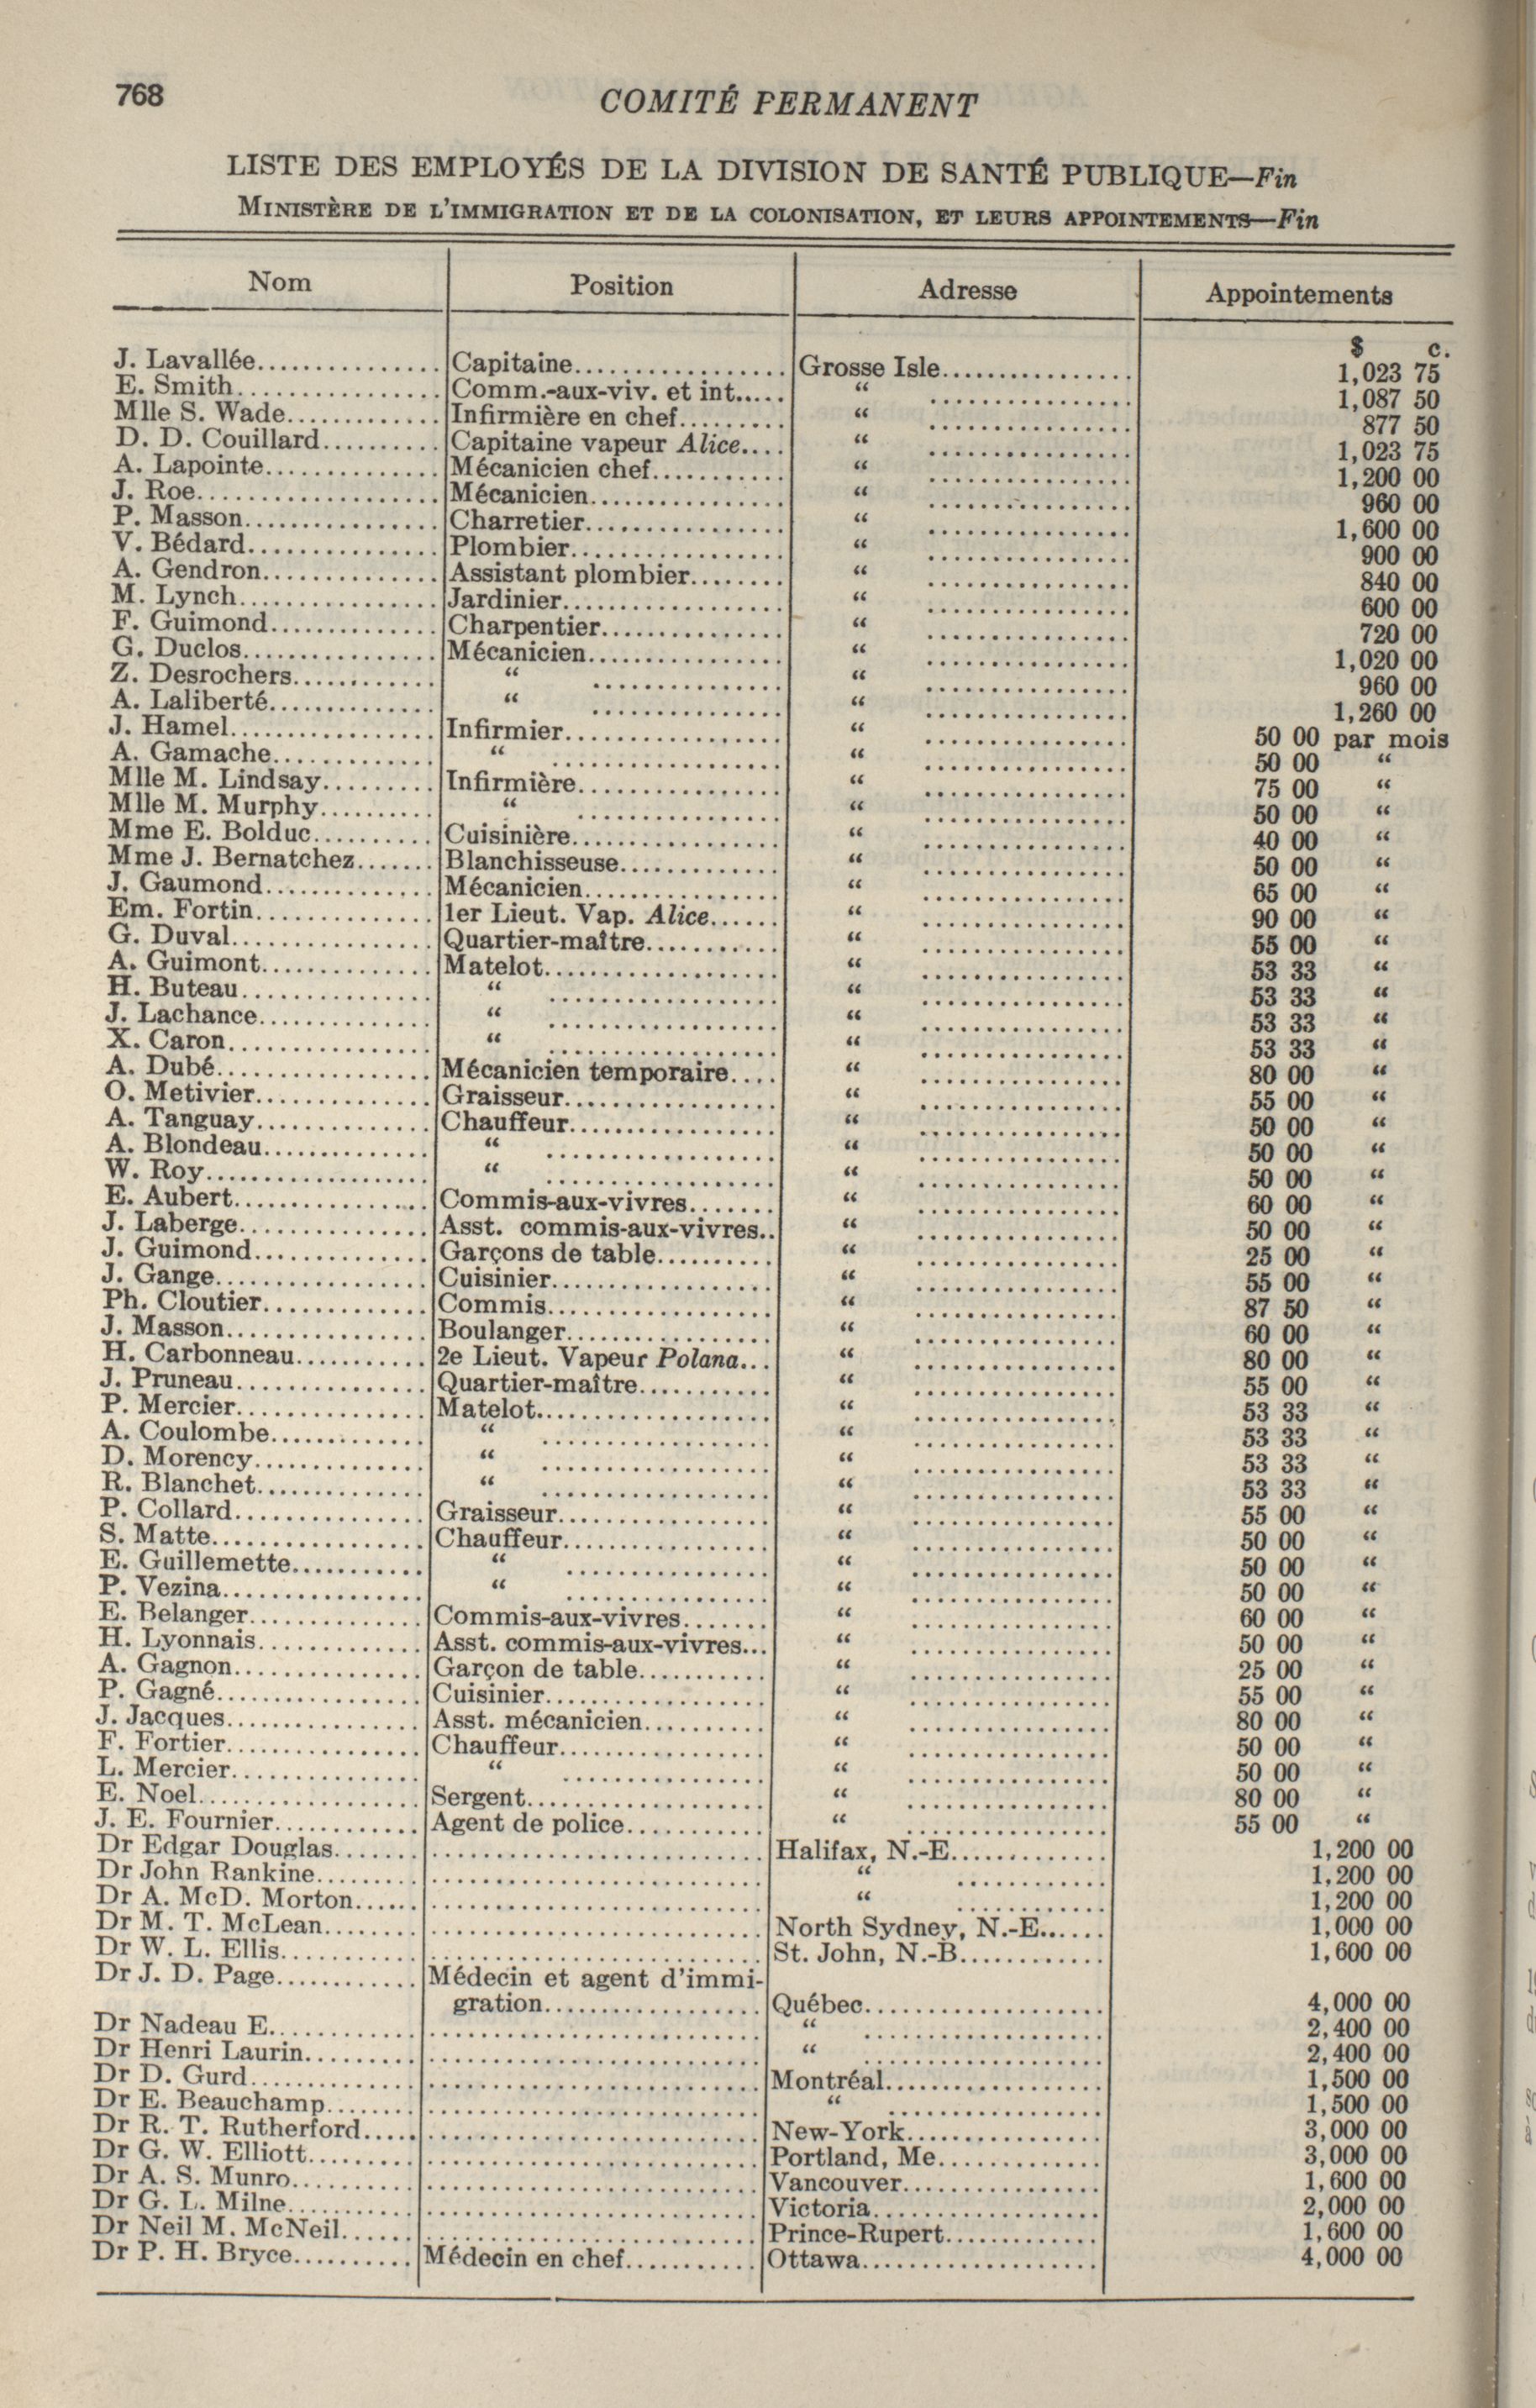 768
COMITÉ PERMANENT
LISTE DES EMPLOYÉS DE LA DIVISION DE SANTÉ PUBLIQUE—Fin
MINISTÈRE DE L'IMMIGRATION ET DE LA COLONISATION, ET LEURS APPOINTEMENTS—Fin
Nom Position Adresse Appointements
$ c.
J. Lavallée............... Capitaine................. Grosse Isle............... 1,023 75
E. Smith................ Comm.-aux-viv. et int..... “ ............... 1,087 50
Mlle S. Wade............ Infirmière en chef......... “ ............... 877 50
D. D. Couillard.......... Capitaine vapeur Alice.... “ ............... 1,023 75
A. Lapointe.............. Mécanicien chef........... “ ............... 1,200 00
J. Roe................... Mécanicien................ “ ............... 960 00
P. Masson................ Charretier................ “ ............... 1,600 00
V. Bédard............... Plombier................. “ ............... 900 00
A. Gendron.............. Assistant plombier........ “ ............... 840 00
M. Lynch................ Jardinier.................. “ ............... 600 00
F. Guimond............. Charpentier............... “ ............... 720 00
G. Duclos................ Mécanicien................ “ ............... 1,020 00
Z. Desrochers............ “ ............... “ ............... 960 00
A. Laliberté.............. “ ............... “ ............... 1,260 00
J. Hamel................. Infirmier.................. “ ............... 50 00 par mois
A. Gamache............. “ .................. “ ............... 50 00 “
Mlle M. Lindsay......... Infirmière................ “ ............... 75 00 “
Mlle M. Murphy......... “ ................ “ ............... 50 00 “
Mme E. Bolduc.......... Cuisinière................. “ ............... 40 00 “
Mme J. Bernatchez....... Blanchisseuse............. “ ............... 50 00 “
J. Gaumond.............. Mécanicien................ “ ............... 65 00 “
Em. Fortin.............. 1er Lieut. Vap. Alice...... “ ............... 90 00 “
G. Duval................ Quartier-maître........... “ ............... 55 00 “
A. Guimont.............. Matelot................... “ ............... 53 33 “
H. Buteau............... “ .................. “ ............... 53 33 “
J. Lachance.............. “ .................. “ ............... 53 33 “
X. Caron................ “ .................. “ ............... 53 33 “
A. Dubé................. Mécanicien temporaire.... “ ............... 80 00 “
O. Metivier.............. Graisseur................. “ ............... 55 00 “
A. Tanguay.............. Chauffeur................. “ ............... 50 00 “
A. Blondeau............. “ .................. “ ............... 50 00 “
W. Roy.................. “ .................. “ ............... 50 00 “
E. Aubert................ Commis-aux-vivres....... “ ............... 60 00 “
J. Laberge............... Asst. commis-aux-vivres.. “ ............... 50 00 “
J. Guimond.............. Garçons de table.......... “ ............... 25 00 “
J. Gange................. Cuisinier.................. “ ............... 55 00 “
Ph. Cloutier............. Commis................... “ ............... 87 50 “
J. Masson................ Boulanger................. “ ............... 60 00 “
H. Carbonneau........... 2e Lieut. Vapeur Polana... “ ............... 80 00 “
J. Pruneau............... Quartier-maître........... “ ............... 55 00 “
P. Mercier............... Matelot................... “ ............... 53 33 “
A. Coulombe............. “ .................. “ ............... 53 33 “
D. Morency.............. “ .................. “ ............... 53 33 “
R. Blanchet.............. “ .................. “ ............... 53 33 “
P. Collard............... Graisseur................. “ ............... 55 00 “
S. Matte................. Chauffeur................. “ ............... 50 00 “
E. Guillemette........... “ ................ “ ............... 50 00 “
P. Vezina................ “ ................ “ ............... 50 00 “
E. Belanger.............. Commis-aux-vivres....... “ ............... 60 00 “
H. Lyonnais............. Asst. commis-aux-vivres... “ ............... 50 00 “
A. Gagnon............... Garçon de table........... “ ............... 25 00 “
P. Gagné................ Cuisinier.................. “ ............... 55 00 “
J. Jacques................ Asst. mécanicien.......... “ ............... 80 00 “
F. Fortier................ Chauffeur................. “ ............... 50 00 “
L. Mercier............... “ ................ “ ............... 50 00 “
E. Noel.................. Sergent................... “ ............... 80 00 “
J. E. Fournier............ Agent de police........... “ ............... 55 00 “
Dr Edgar Douglas....... ........................... Halifax, N.-E............. 1,200 00
Dr John Rankine........ ........................... “ ............ 1,200 00
Dr A. McD. Morton...... ........................... “ ............ 1,200 00
Dr M. T. McLean........ ........................... North Sydney, N.-E...... 1,000 00
Dr W. L. Ellis........... ........................... St. John, N.-B............ 1,600 00
Dr J. D. Page............ Médecin et agent d'immi-
gration.................. Québec................... 4,000 00
Dr Nadeau E............ ........................... “ ................... 2,400 00
Dr Henri Laurin......... ........................... “ ................... 2,400 00
Dr D. Gurd.............. ........................... Montréal.................. 1,500 00
Dr E. Beauchamp........ ........................... “ ................. 1,500 00
Dr R. T. Rutherford..... ........................... New-York................ 3,000 00
Dr G. W. Elliott......... ........................... Portland, Me............. 3,000 00
Dr A. S. Munro.......... ........................... Vancouver................ 1,600 00
Dr G. L. Milne........... ........................... Victoria................... 2,000 00
Dr Neil M. McNeil...... ........................... Prince-Rupert............. 1,600 00
Dr P. H. Bryce.......... Médecin en chef........... Ottawa................... 4,000 00